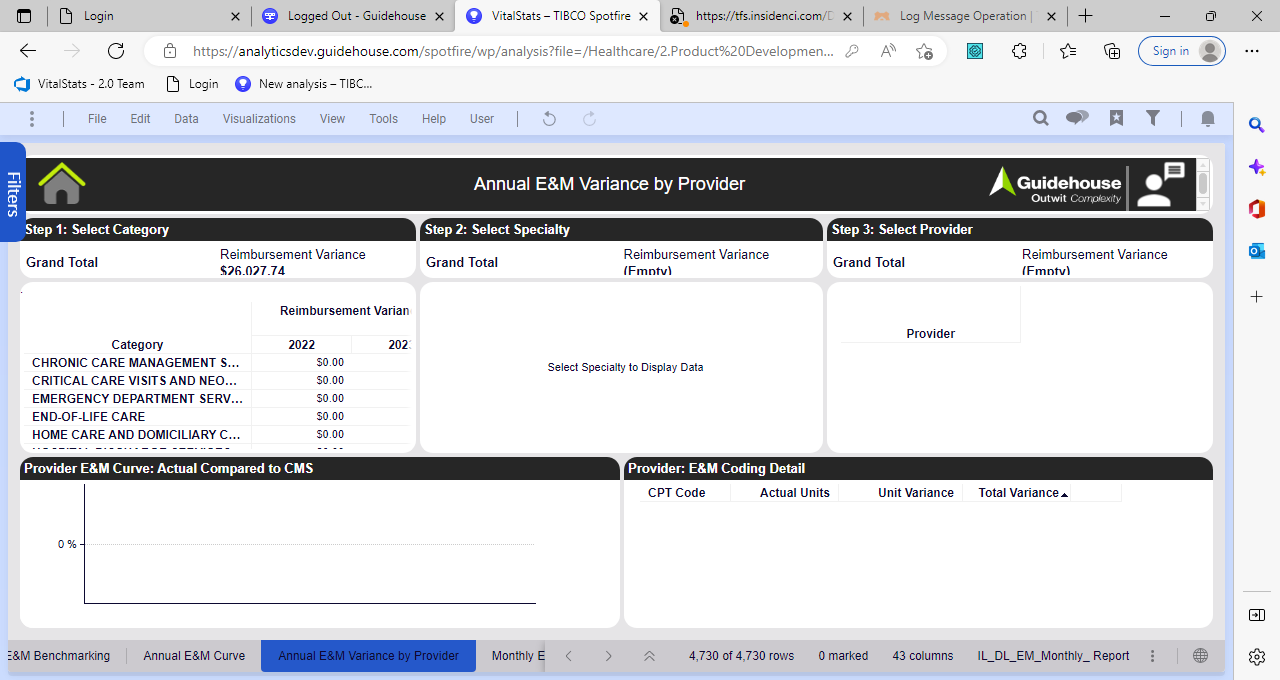 Login
Logged Out - Guidehouse
VitalStats – TIBCO Spotfire
https://tfs.insidenci.com/D
Log Message Operation |
https://analyticsdev.guidehouse.com/spotfire/wp/analysis?file=/Healthcare/2.Product%20Developmen...
Sign in
VitalStats - 2.0 Team
Login
New analysis – TIBC...
File Edit Data Visualizations View Tools Help User
Filters
Annual E&M Variance by Provider
Guidehouse
Outwit Complexity
Step 1: Select Category
Step 2: Select Specialty
Step 3: Select Provider
Grand Total
Reimbursement Variance
$26,027.74
Grand Total
Reimbursement Variance
(Empty)
Grand Total
Reimbursement Variance
(Empty)
Reimbursement Varian
Category 2022 202
CHRONIC CARE MANAGEMENT S... $0.00
CRITICAL CARE VISITS AND NEO... $0.00
EMERGENCY DEPARTMENT SERV... $0.00
END-OF-LIFE CARE $0.00
HOME CARE AND DOMICILIARY C... $0.00
Select Specialty to Display Data
Provider
Provider E&M Curve: Actual Compared to CMS
0 %
Provider: E&M Coding Detail
CPT Code Actual Units Unit Variance Total Variance
E&M Benchmarking Annual E&M Curve Annual E&M Variance by Provider Monthly E
4,730 of 4,730 rows 0 marked 43 columns IL_DL_EM_Monthly_ Report